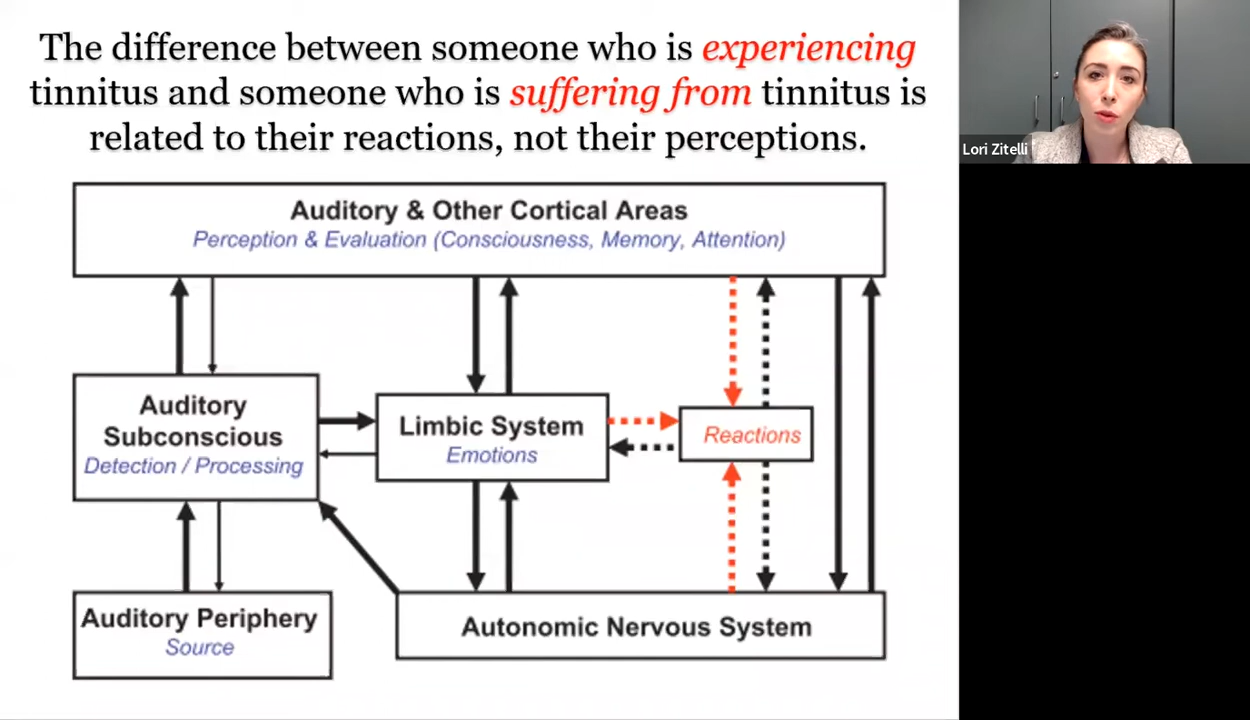 The difference between someone who is experiencing
tinnitus and someone who is suffering from tinnitus is
related to their reactions, not their perceptions.
Lori Zitelli
Auditory & Other Cortical Areas
Perception & Evaluation (Consciousness, Memory, Attention)
Auditory
Subconscious
Detection / Processing
Limbic System
Emotions
Reactions
Auditory Periphery
Source
Autonomic Nervous System